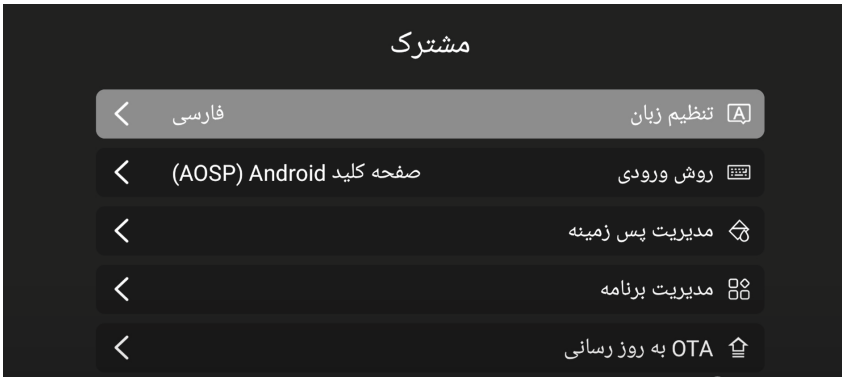 مشترک
تنظیم زبان فارسی
روش ورودی صفحه کلید Android (AOSP)
مدیریت پس زمینه
مدیریت برنامه
OTA به روز رسانی